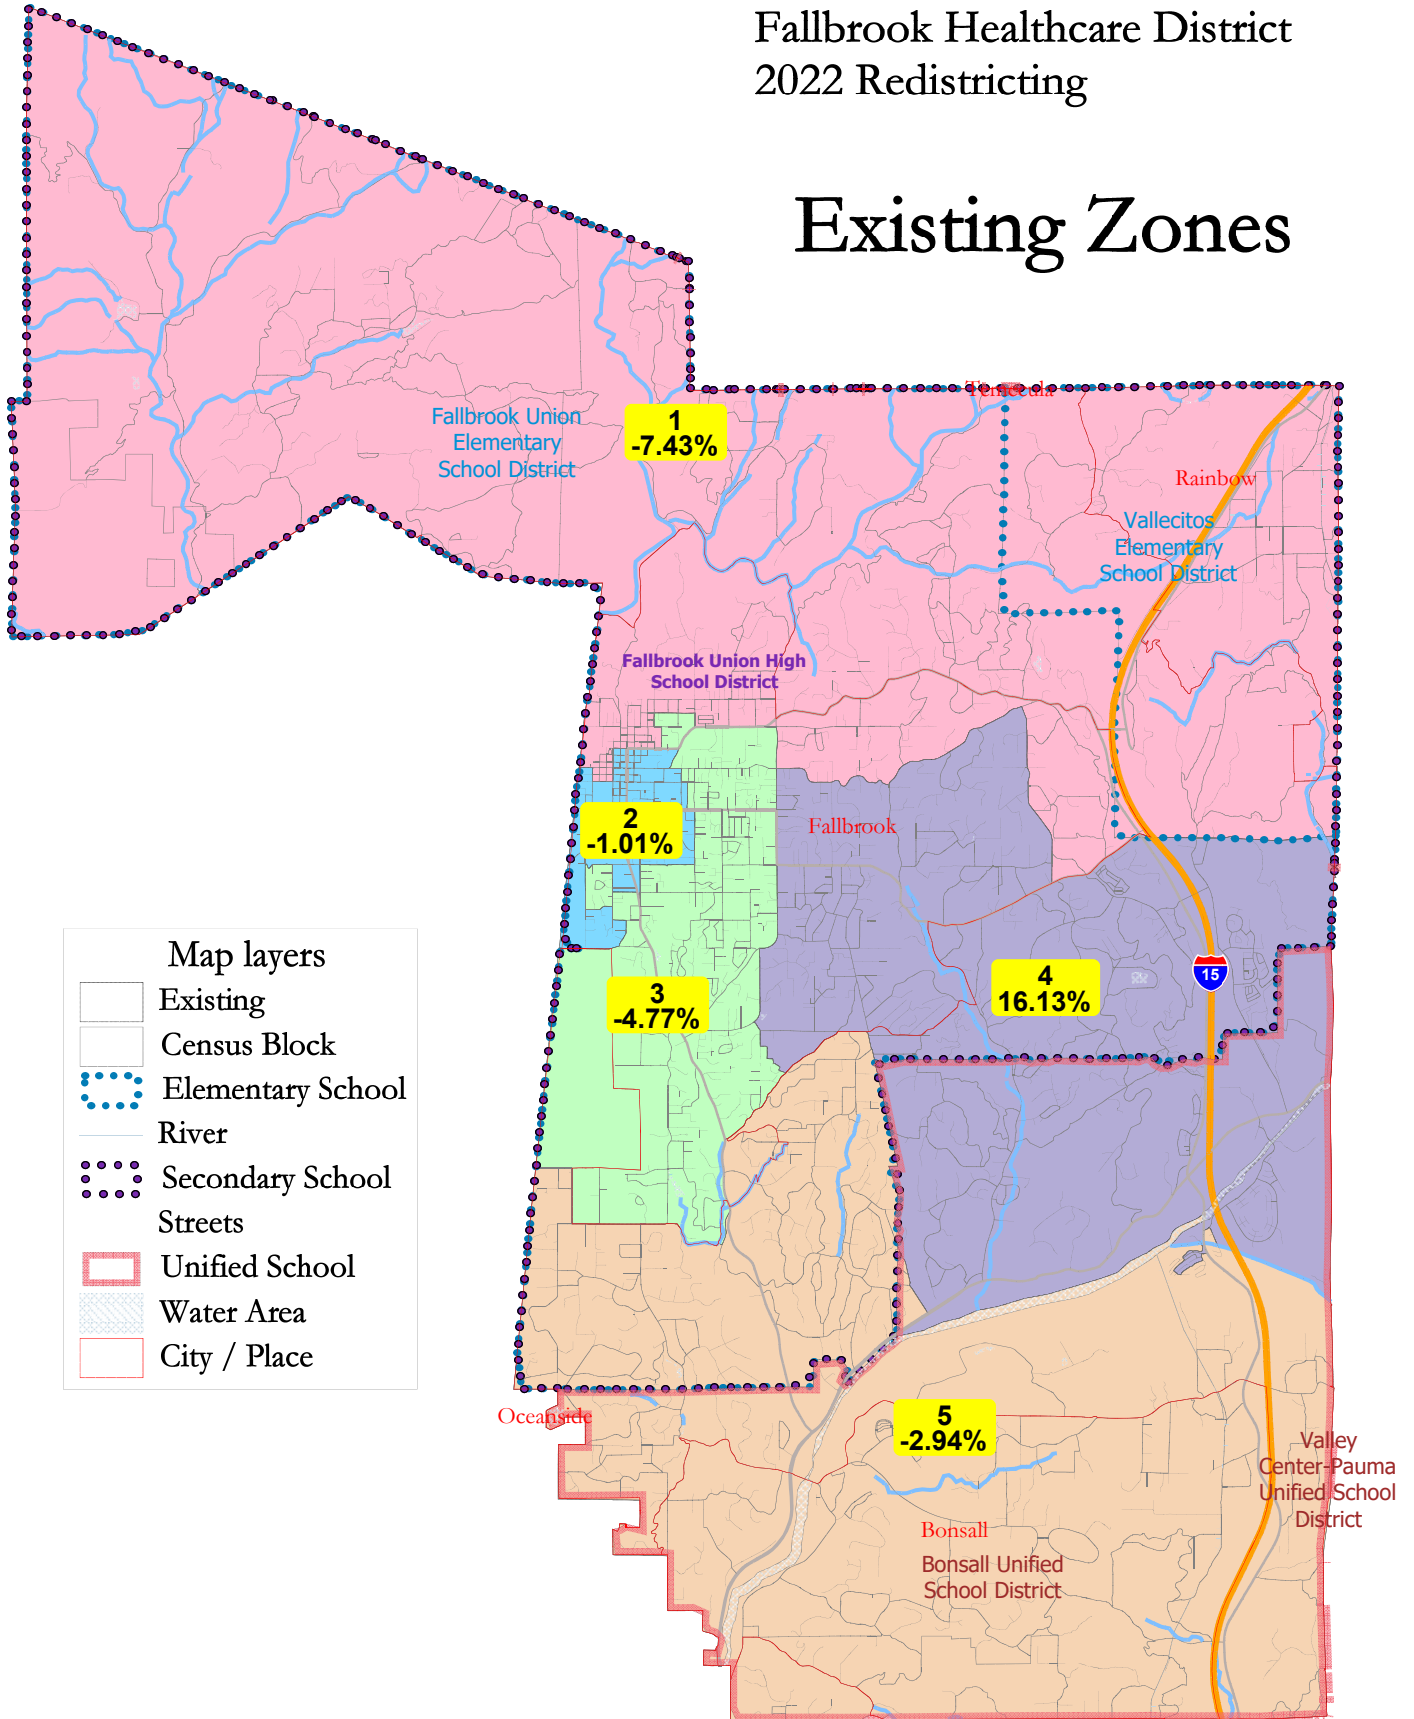 Fallbrook Healthcare District
2022 Redistricting
Existing Zones
Temecula
1
-7.43%
Fallbrook Union
Elementary
School District
Rainbow
Vallecitos
Elementary
School District
Fallbrook Union High
School District
2
-1.01%
Fallbrook
3
-4.77%
4
16.13%
15
Map layers
Existing
Census Block
Elementary School
River
Secondary School
Streets
Unified School
Water Area
City / Place
Oceanside
5
-2.94%
Valley
Center-Pauma
Unified School
District
Bonsall
Bonsall Unified
School District